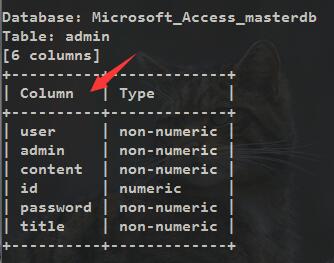 Database: Microsoft_Access_masterdb
Table: admin
[6 columns]
+----------+-------------+
| Column   | Type        |
+----------+-------------+
| user     | non-numeric |
| admin    | non-numeric |
| content  | non-numeric |
| id       | numeric     |
| password | non-numeric |
| title    | non-numeric |
+----------+-------------+